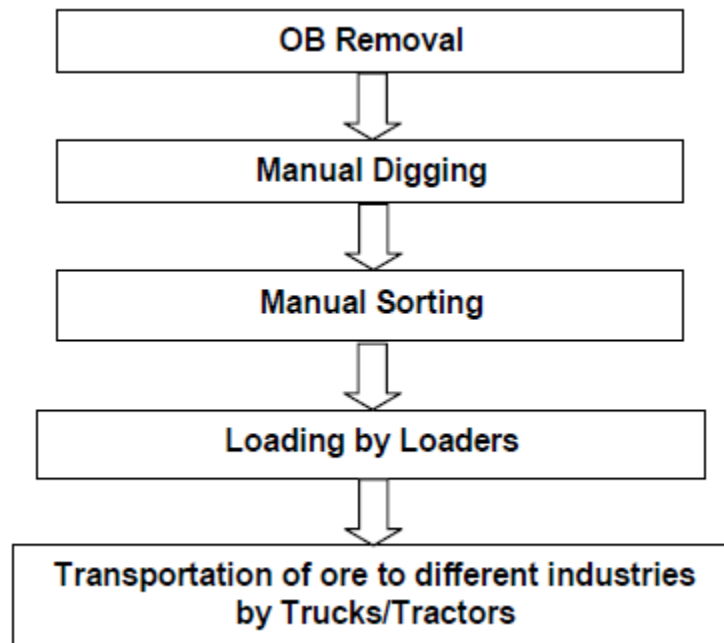 OB Removal
Manual Digging
Manual Sorting
Loading by Loaders
Transportation of ore to different industries
by Trucks/Tractors